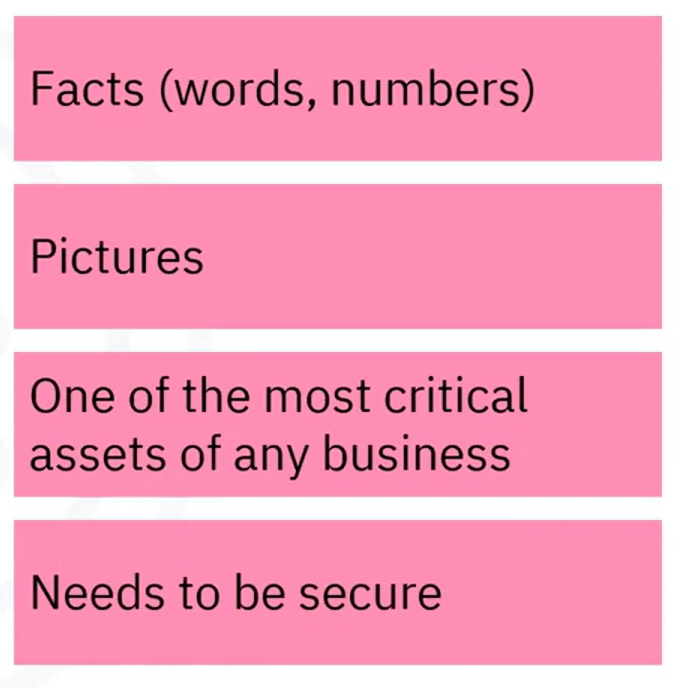 Facts (words, numbers)
Pictures
One of the most critical
assets of any business
Needs to be secure